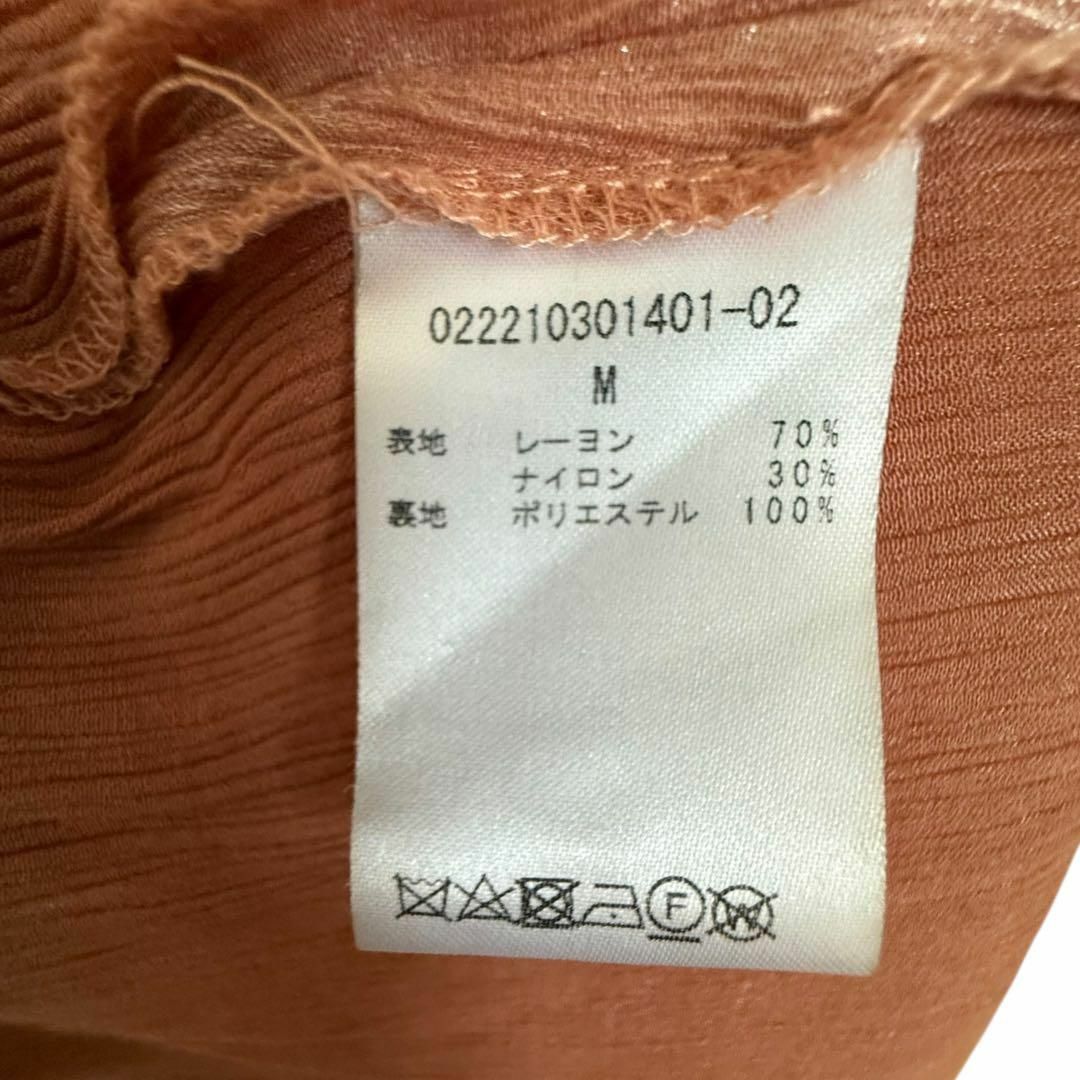 022210301401-02
M
表地 レーヨン 70%
ナイロン 30%
裏地 ポリエステル 100%
F
W